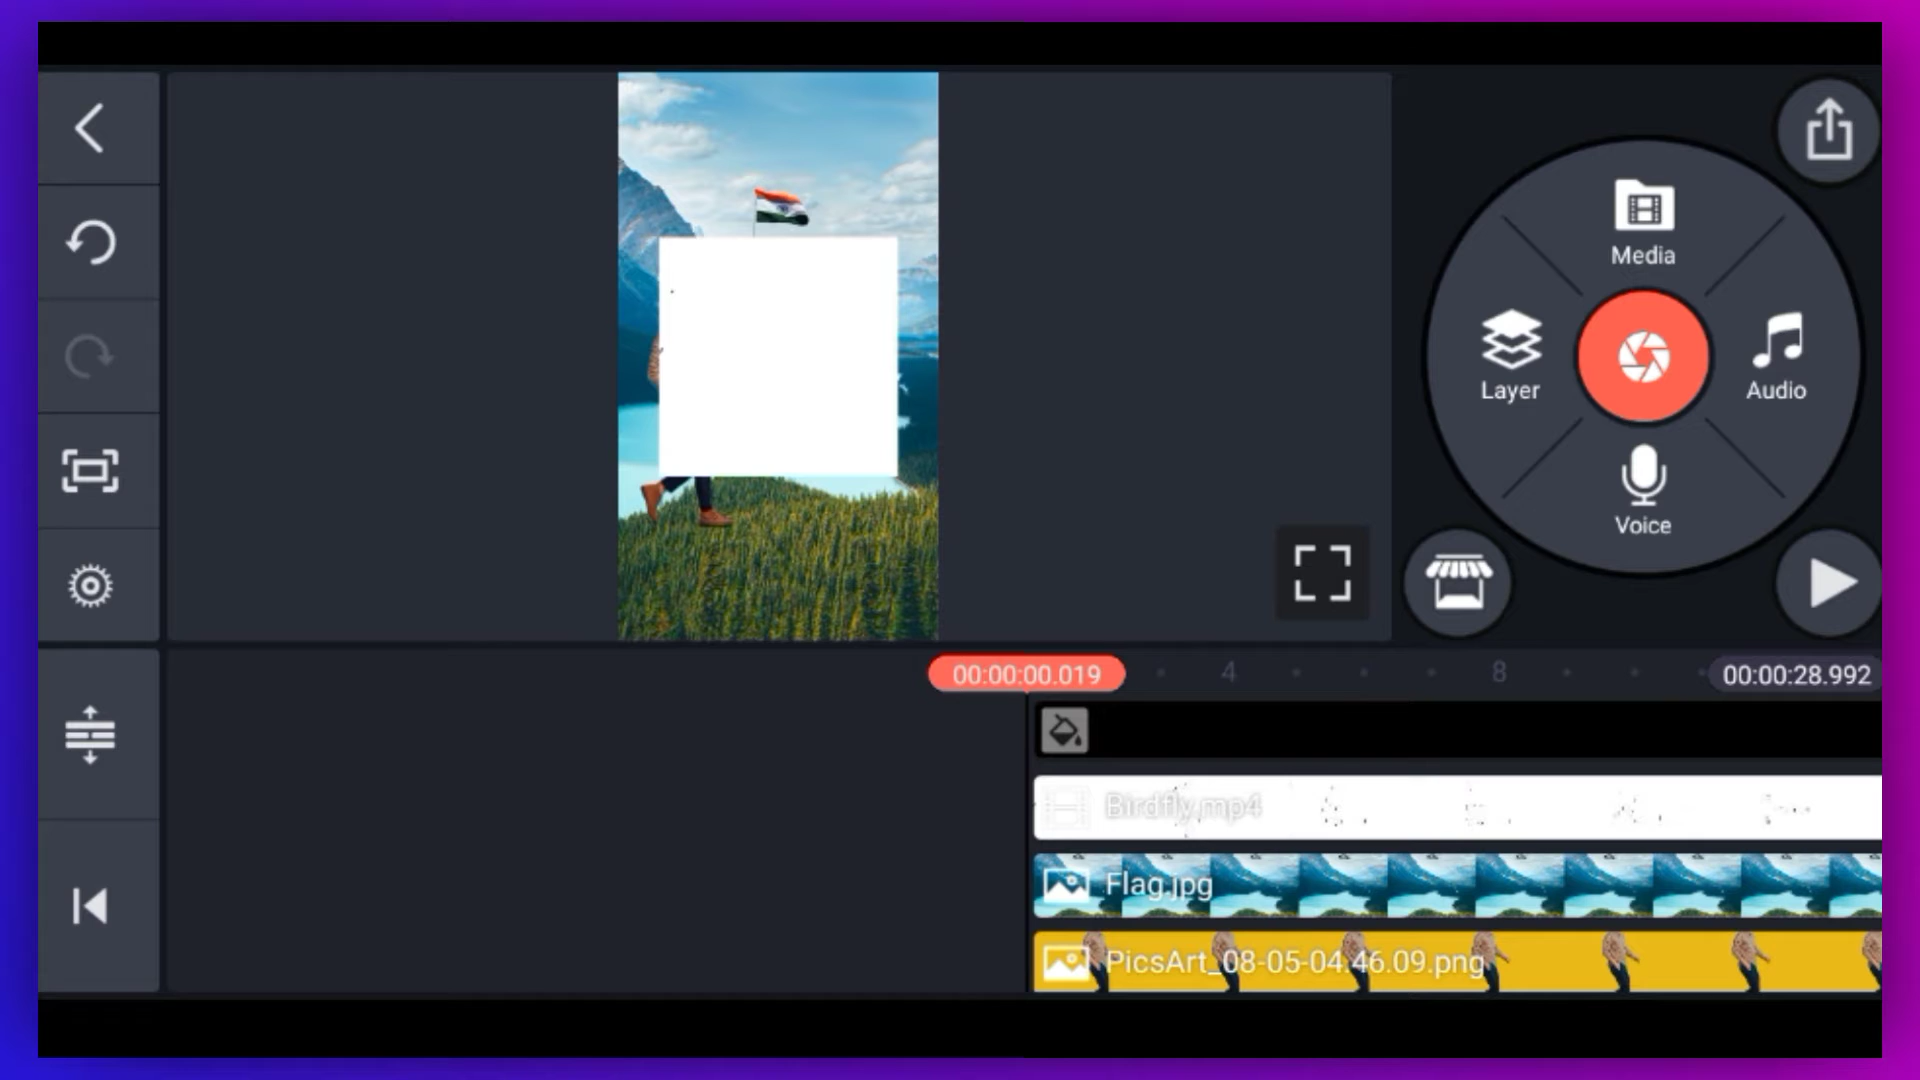 Media
Layer
Audio
Voice
00:00:00.019
4
8
00:00:28.992
Birdfly.mp4
Flag.jpg
PicsArt_08-05-04.46.09.png